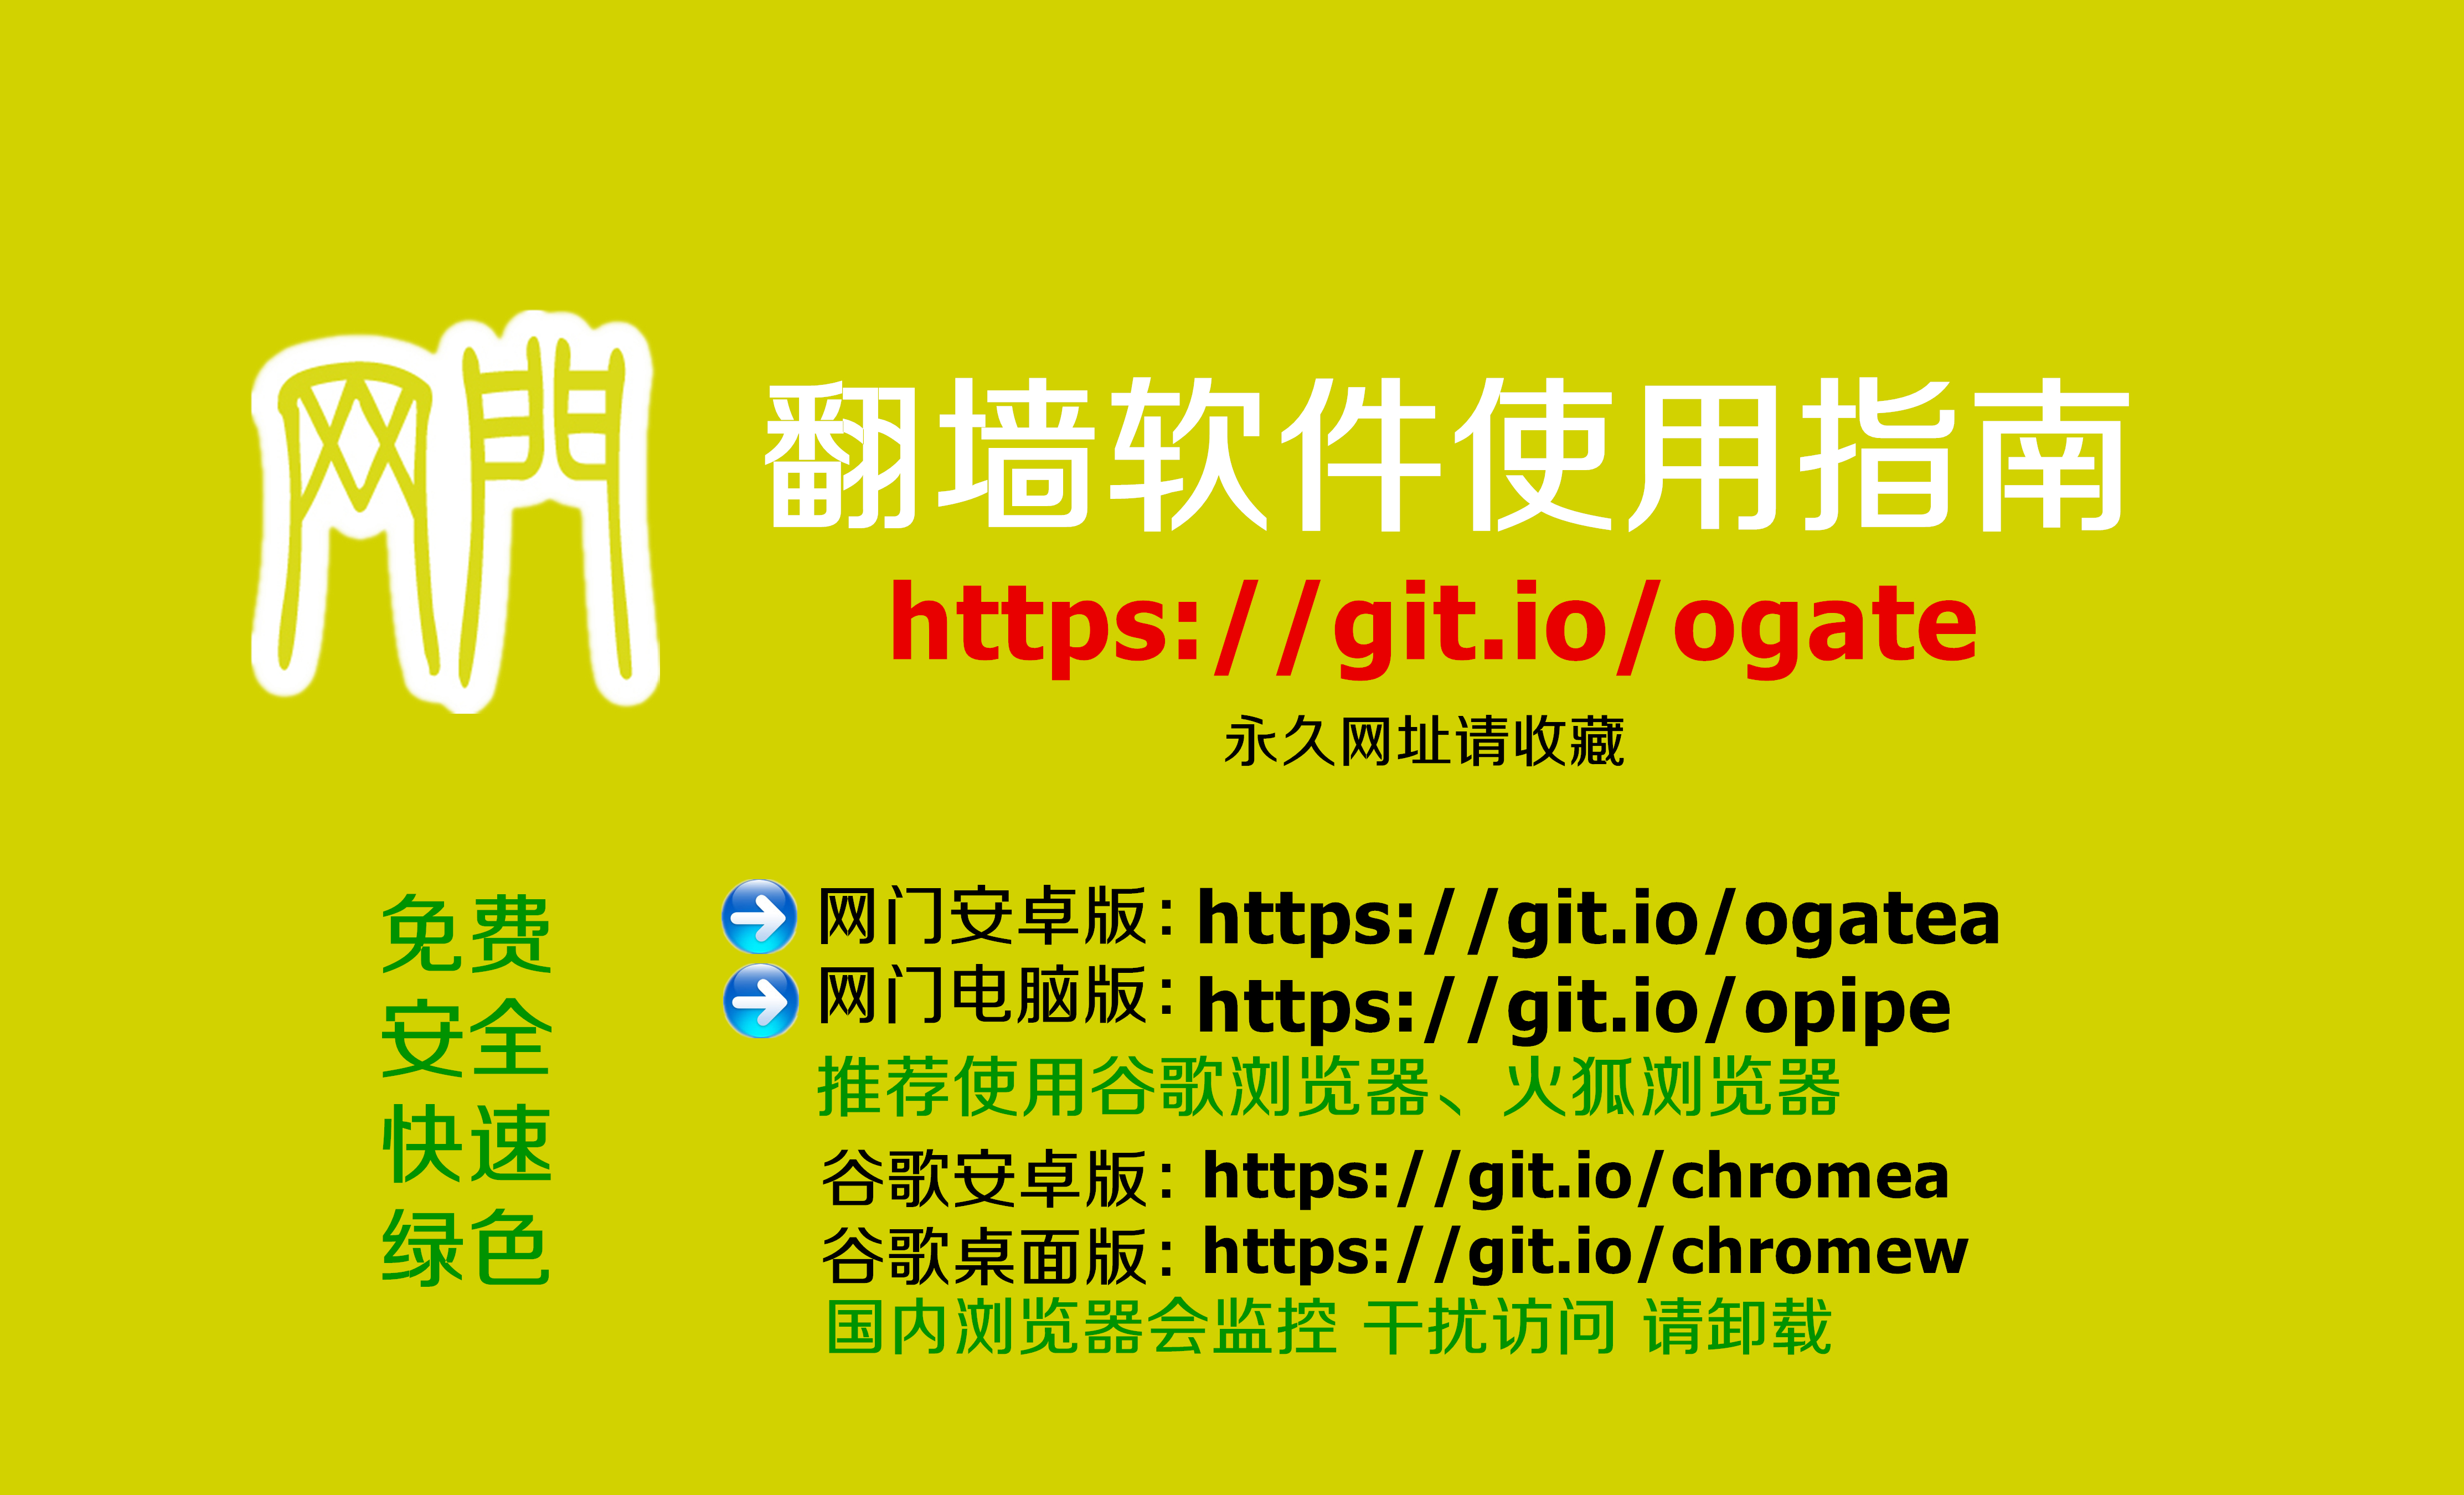 网門
翻墙软件使用指南
https://git.io/ogate
永久网址请收藏
免费
安全
快速
绿色
网门安卓版：https://git.io/ogatea
网门电脑版：https://git.io/opipe
推荐使用谷歌浏览器、火狐浏览器
谷歌安卓版：https://git.io/chromea
谷歌桌面版：https://git.io/chromew
国内浏览器会监控 干扰访问 请卸载